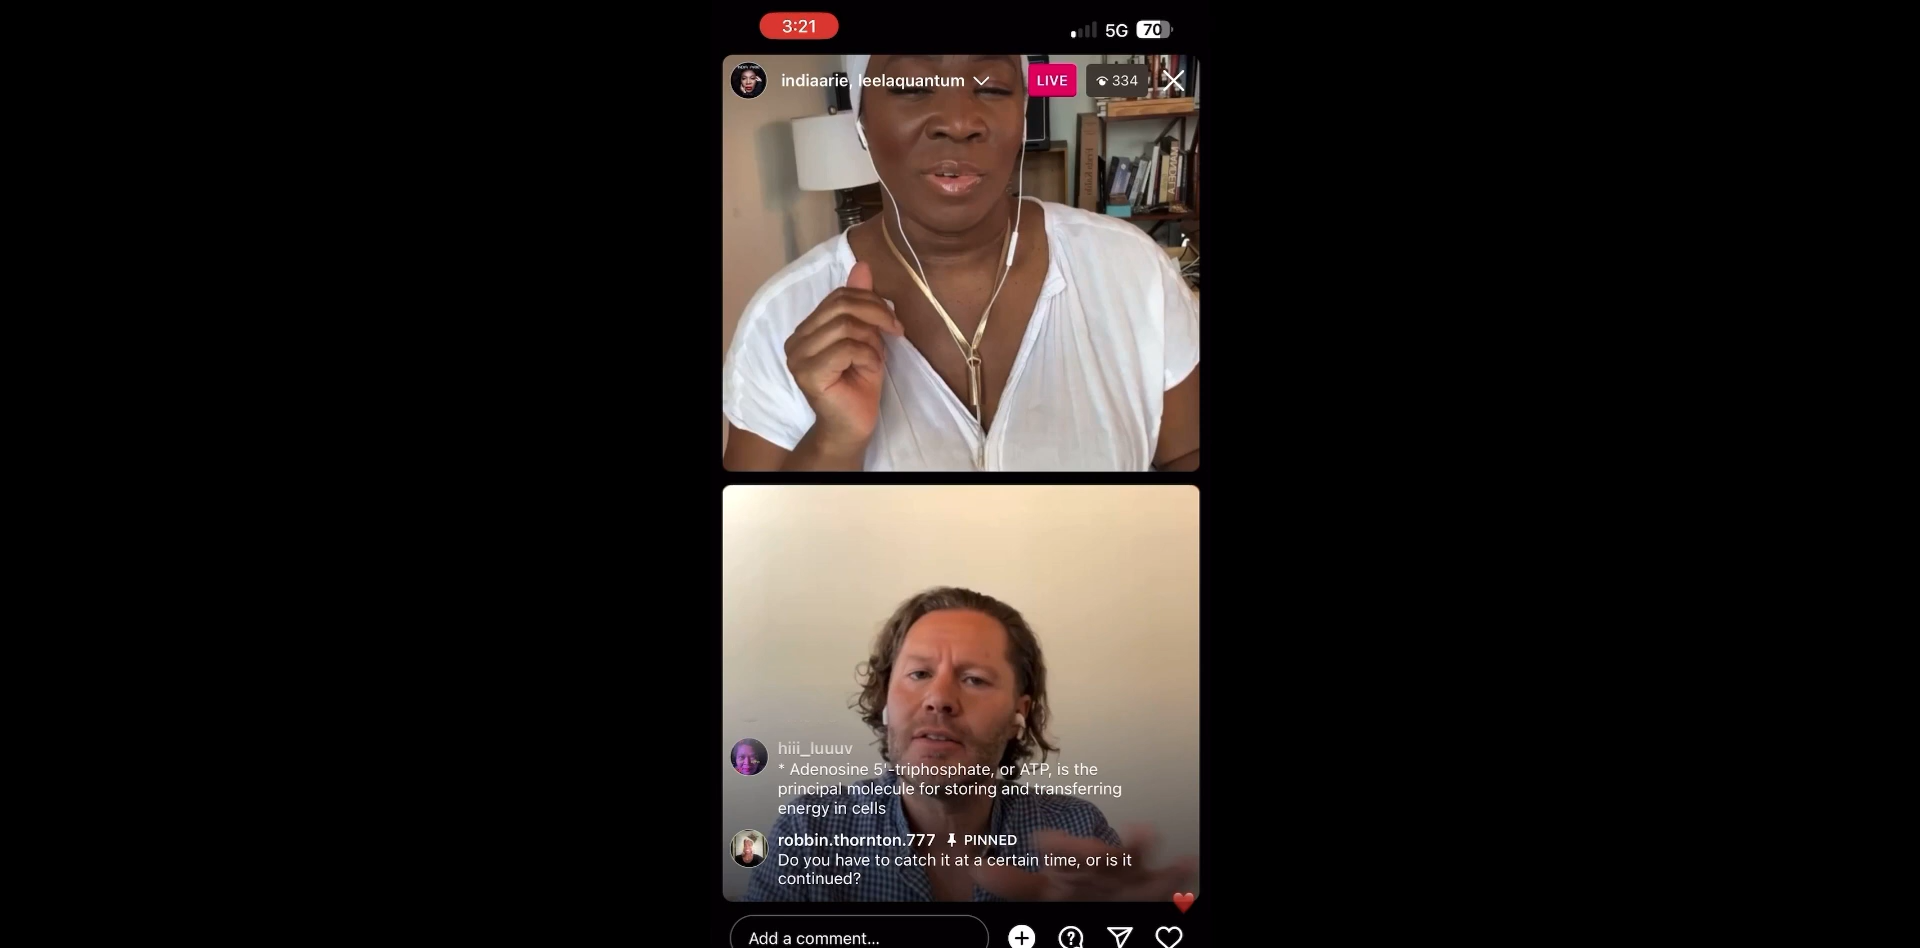 3:21
5G 70
indiaarie, leelaquantum
LIVE
334
hiii_luuuv
* Adenosine 5'-triphosphate, or ATP, is the
principal molecule for storing and transferring
energy in cells
robbin.thornton.777 PINNED
Do you have to catch it at a certain time, or is it
continued?
Add a comment...